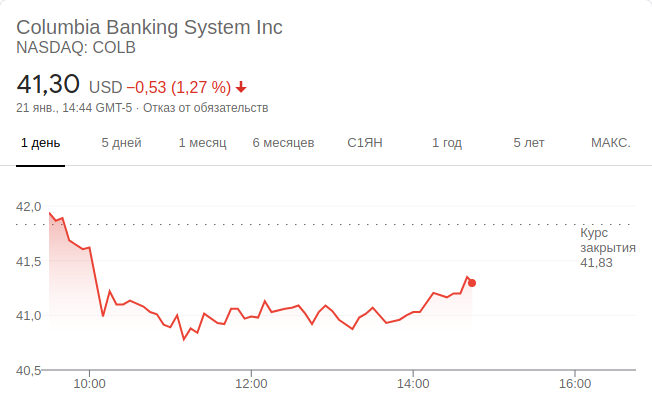 Columbia Banking System Inc
NASDAQ: COLB
41,30 USD −0,53 (1,27 %)
21 янв., 14:44 GMT-5 · Отказ от обязательств
1 день 5 дней 1 месяц 6 месяцев С1ЯН 1 год 5 лет МАКС.
42,0
Курс
закрытия
41,83
41,5
41,0
40,5
10:00 12:00 14:00 16:00